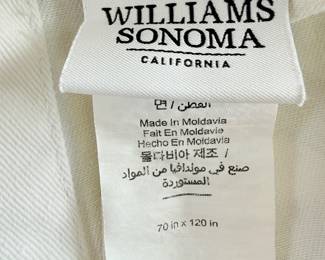 WILLIAMS
SONOMA
CALIFORNIA
القطن / 면
Made In Moldavia
Fait En Moldavie
Hecho En Moldavia
몰다비아 제조 /
صنع في مولدافيا من المواد
المستوردة
70 in x 120 in